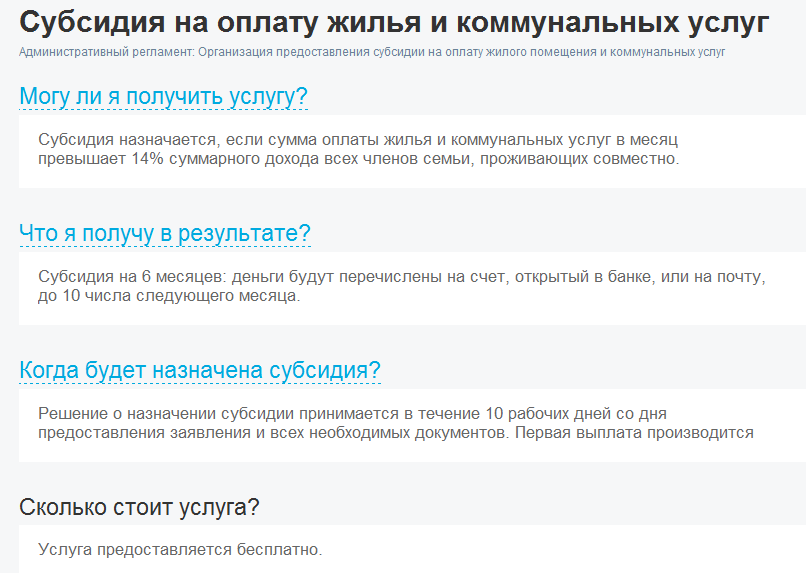 Субсидия на оплату жилья и коммунальных услуг
Административный регламент: Организация предоставления субсидии на оплату жилого помещения и коммунальных услуг
Могу ли я получить услугу?
Субсидия назначается, если сумма оплаты жилья и коммунальных услуг в месяц
превышает 14% суммарного дохода всех членов семьи, проживающих совместно.
Что я получу в результате?
Субсидия на 6 месяцев: деньги будут перечислены на счет, открытый в банке, или на почту,
до 10 числа следующего месяца.
Когда будет назначена субсидия?
Решение о назначении субсидии принимается в течение 10 рабочих дней со дня
предоставления заявления и всех необходимых документов. Первая выплата производится
Сколько стоит услуга?
Услуга предоставляется бесплатно.